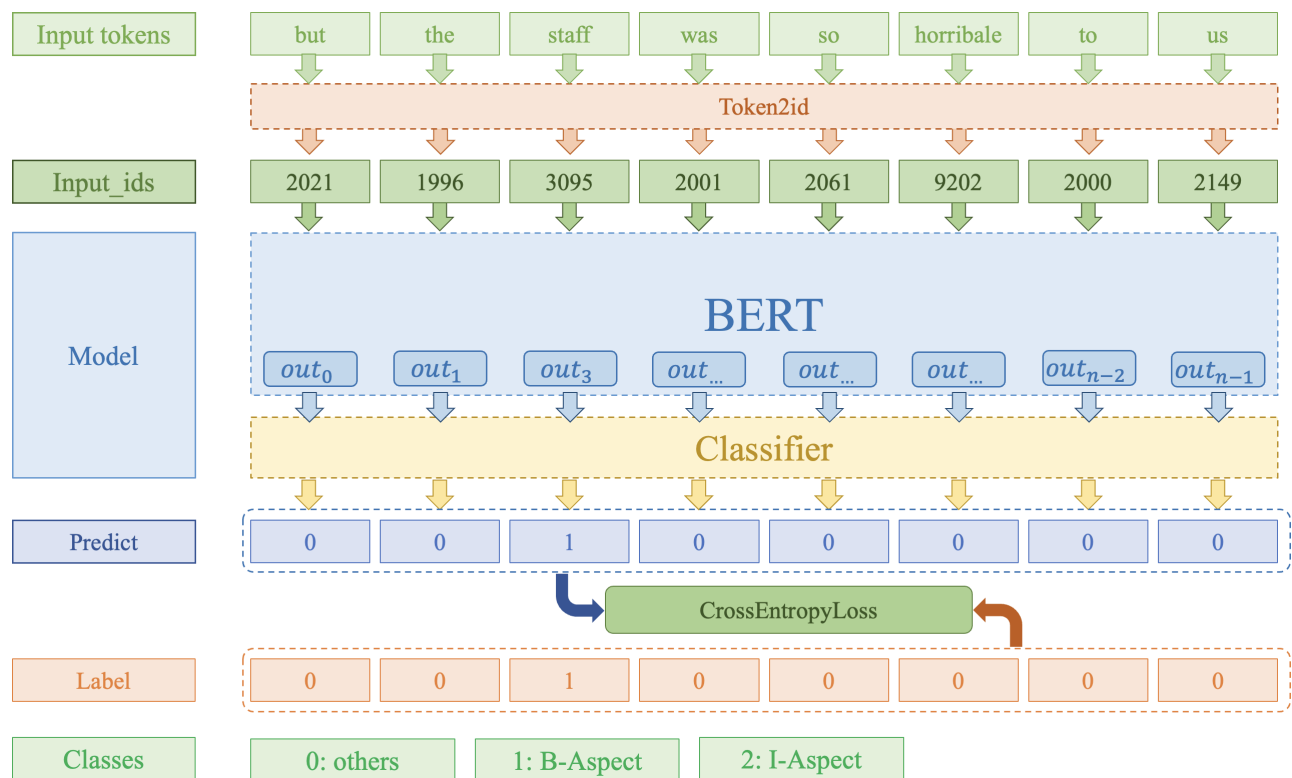 Input tokens but the staff was so horribale to us
Token2id
Input_ids 2021 1996 3095 2001 2061 9202 2000 2149
BERT
Model out0 out1 out3 out... out... out... outn−2 outn−1
Classifier
Predict 0 0 1 0 0 0 0 0
CrossEntropyLoss
Label 0 0 1 0 0 0 0 0
Classes 0: others 1: B-Aspect 2: I-Aspect